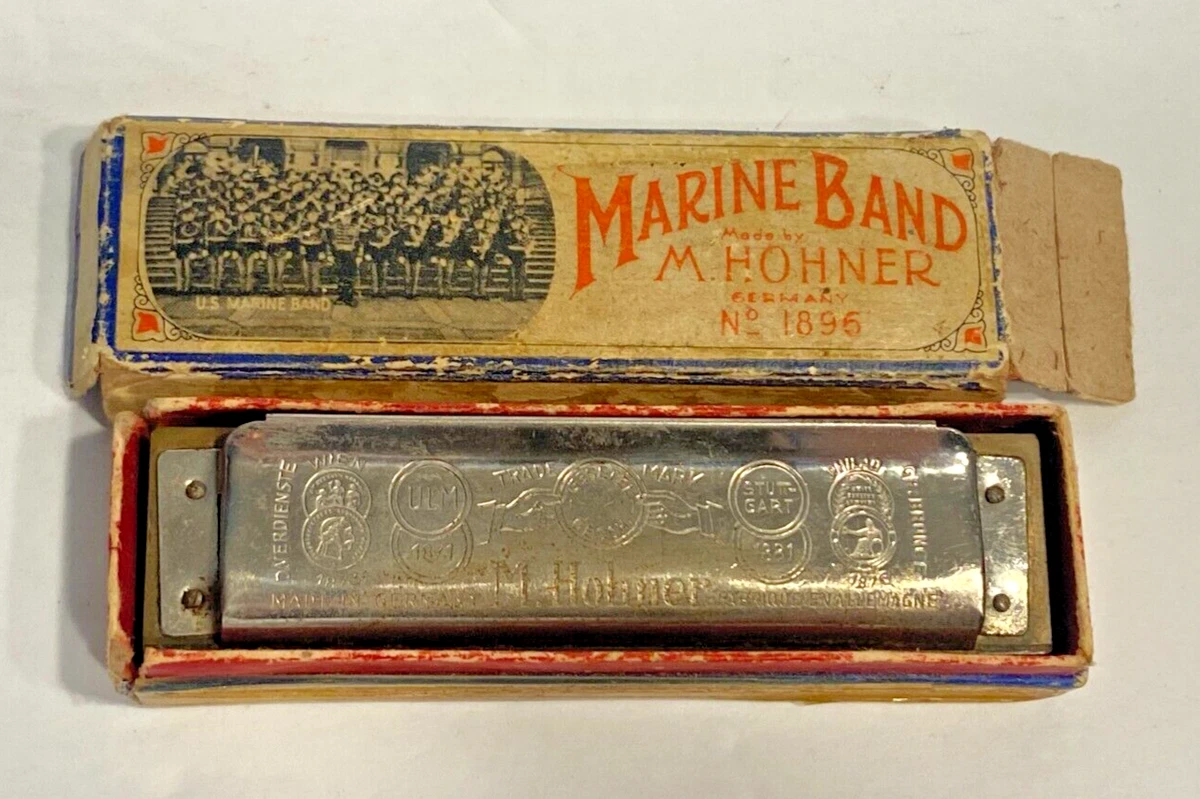 MARINE BAND
Made by
M. HOHNER
GERMANY
Nº 1896
U.S. MARINE BAND
VERDIENSTE
WIEN
ULM
TRADE
MARK
STUTT-
GART
PHILAD
1881
M. Hohner
MADE IN GERMANY